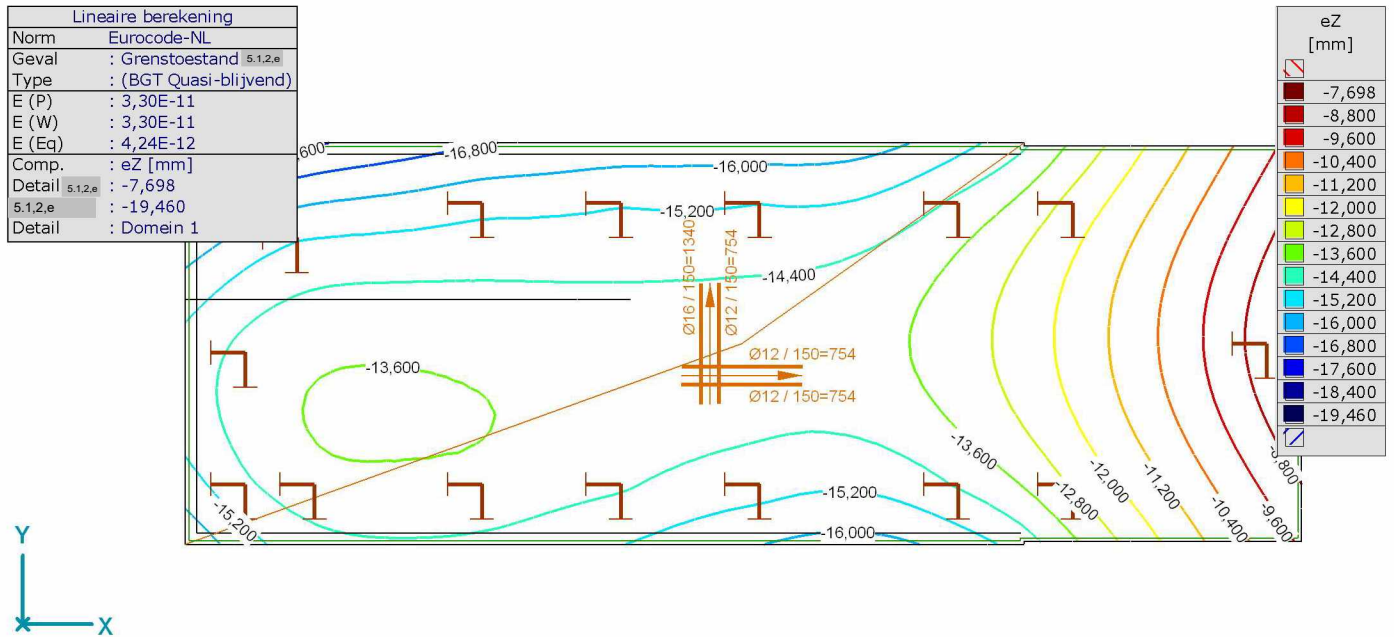 Lineaire berekening
Norm Eurocode-NL
Geval : Grenstoestand 5.1,2,e
Type : (BGT Quasi-blijvend)
E (P) : 3,30E-11
E (W) : 3,30E-11
E (Eq) : 4,24E-12
Comp. : eZ [mm]
Detail 5.1,2,e : -7,698
5.1,2,e : -19,460
Detail : Domein 1
eZ
[mm]
-7,698
-8,800
-9,600
-10,400
-11,200
-12,000
-12,800
-13,600
-14,400
-15,200
-16,000
-16,800
-17,600
-18,400
-19,460
,600
-16,800
-16,000
-15,200
-14,400
Ø16 / 150=1340
Ø12 / 150=754
Ø12 / 150=754
Ø12 / 150=754
-13,600
-13,600
-12,800
-12,000
-11,200
-10,400
-9,600
-8,800
-15,200
-15,200
-16,000
Y
X